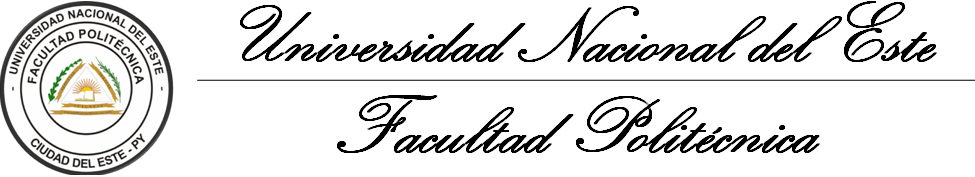 UNIVERSIDAD NACIONAL DEL ESTE
FACULTAD POLITÉCNICA
CIUDAD DEL ESTE - PY
Universidad Nacional del Este
Facultad Politécnica